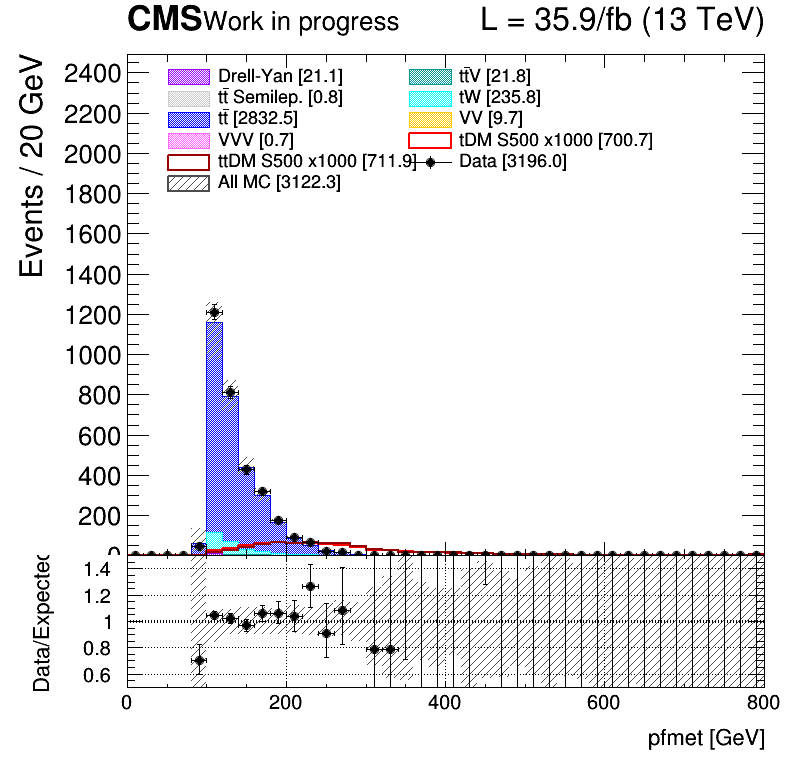 CMS Work in progress L = 35.9/fb (13 TeV)
Events / 20 GeV
2400
2200
2000
1800
1600
1400
1200
1000
800
600
400
200
0
Drell-Yan [21.1] tt̄V [21.8]
tt̄ Semilep. [0.8] tW [235.8]
tt̄ [2832.5] VV [9.7]
VVV [0.7] tDM S500 x1000 [700.7]
ttDM S500 x1000 [711.9] Data [3196.0]
All MC [3122.3]
Data/Expected
1.4
1.2
1
0.8
0.6
0 200 400 600 800
pfmet [GeV]